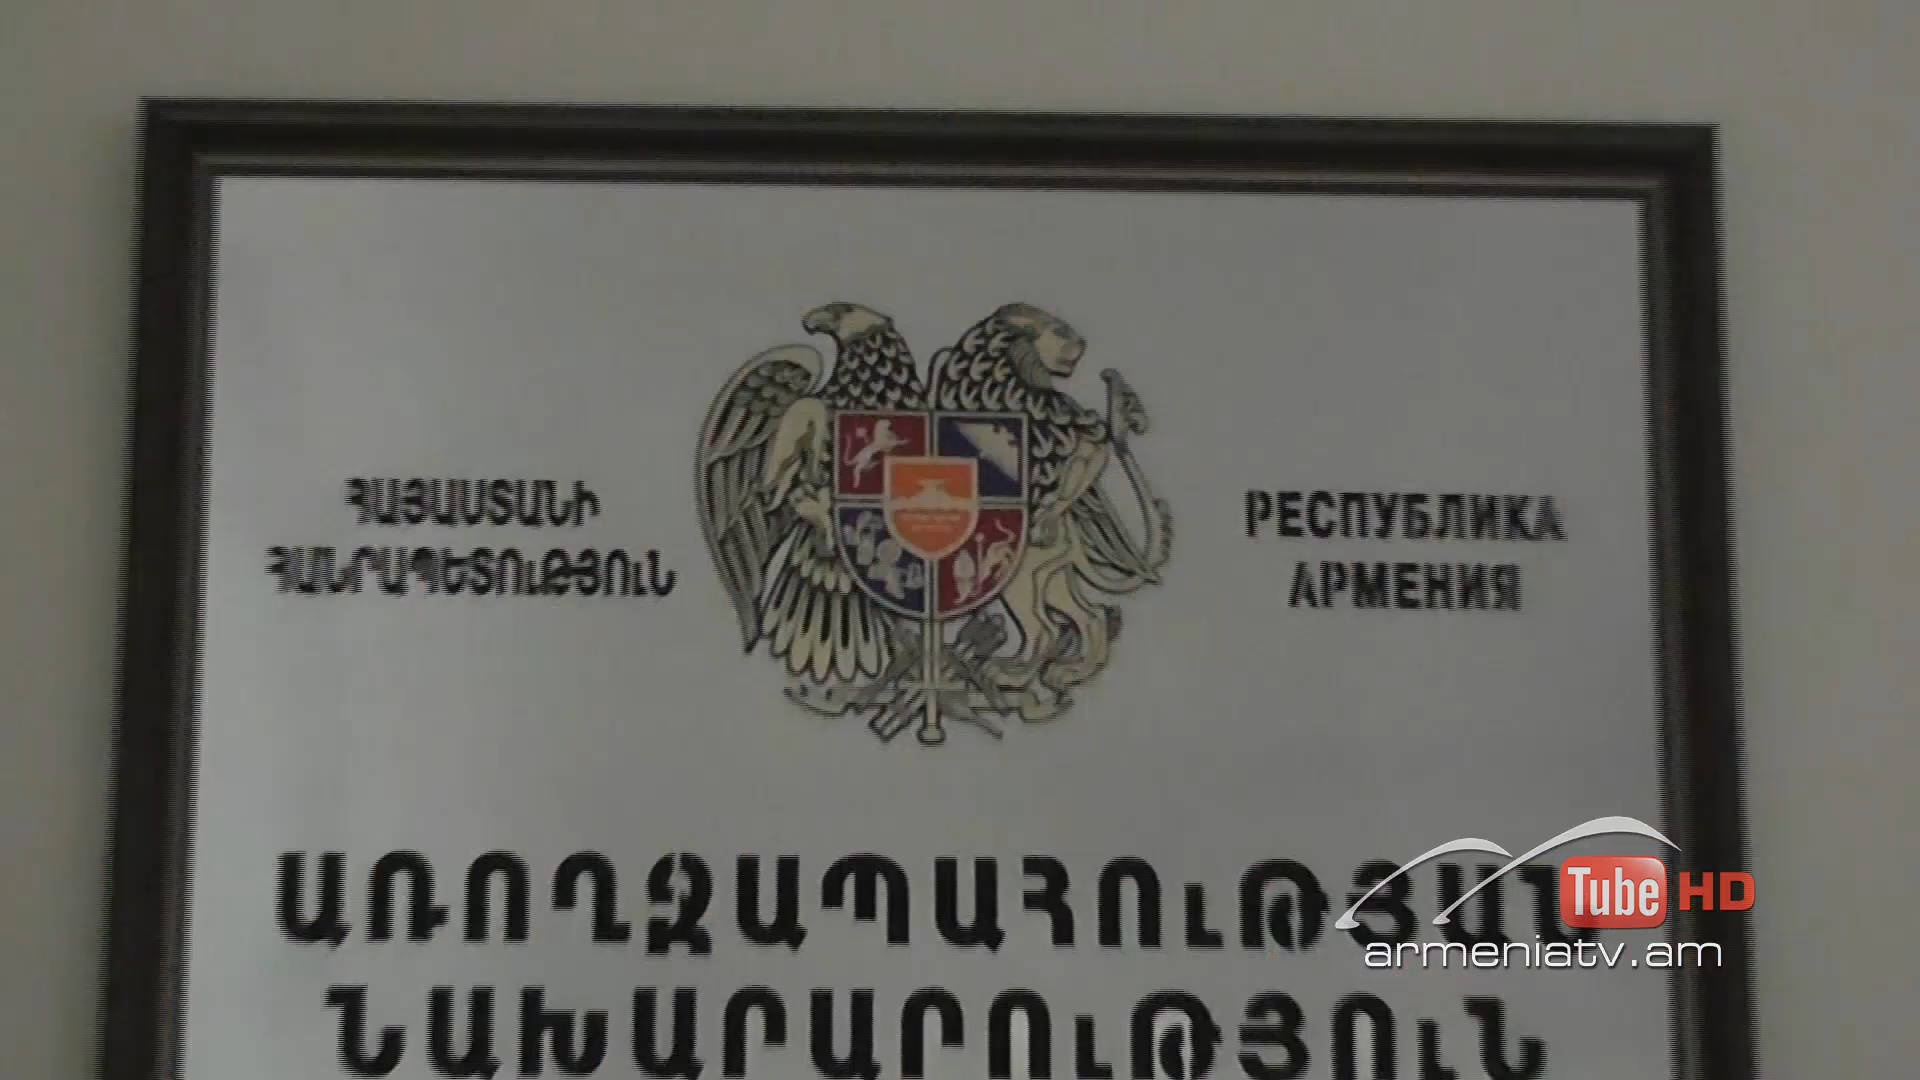 ՀԱՅԱՍՏԱՆԻ
ՀԱՆՐԱՊԵՏՈՒԹՅՈՒՆ
РЕСПУБЛИКА
АРМЕНИЯ
ԱՌՈՂՋԱՊԱՀՈՒԹՅԱՆ
ՆԱԽԱՐԱՐՈՒԹՅՈՒՆ
Tube HD
armeniatv.am